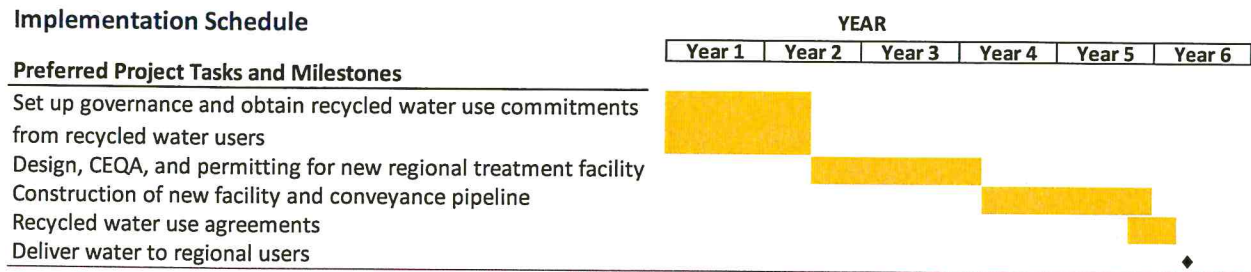 Implementation Schedule
YEAR
Year 1 Year 2 Year 3 Year 4 Year 5 Year 6
Preferred Project Tasks and Milestones
Set up governance and obtain recycled water use commitments
from recycled water users
Design, CEQA, and permitting for new regional treatment facility
Construction of new facility and conveyance pipeline
Recycled water use agreements
Deliver water to regional users